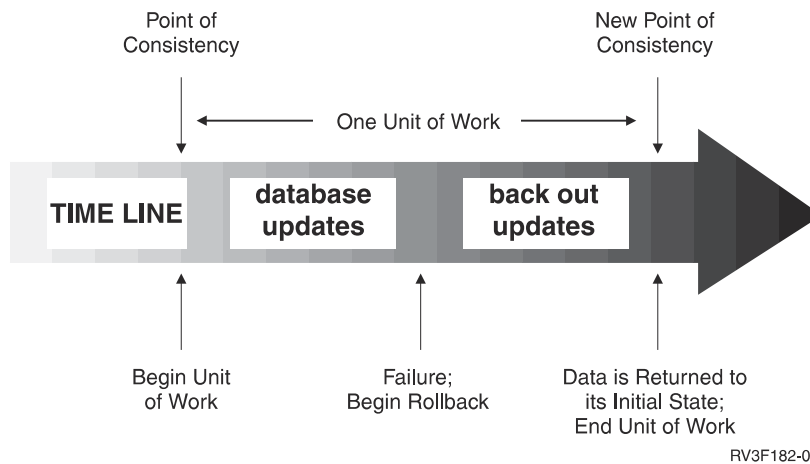 Point of
Consistency
New Point of
Consistency
One Unit of Work
TIME LINE
database
updates
back out
updates
Begin Unit
of Work
Failure;
Begin Rollback
Data is Returned to
its Initial State;
End Unit of Work
RV3F182-0